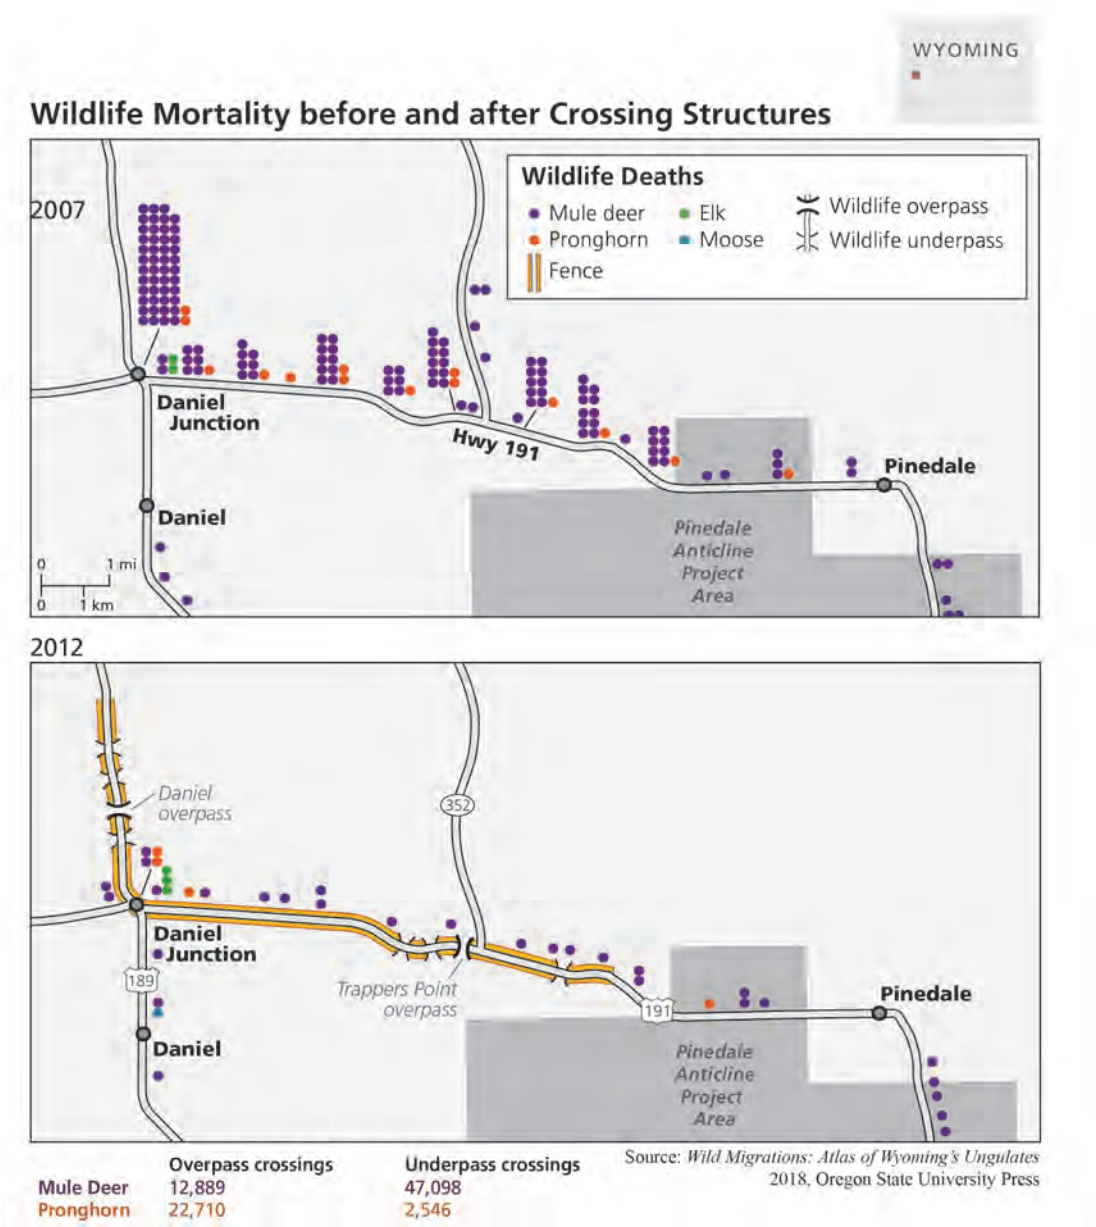 WYOMING
Wildlife Mortality before and after Crossing Structures
2007
Wildlife Deaths
Mule deer
Elk
Pronghorn
Moose
Fence
Wildlife overpass
Wildlife underpass
Daniel
Junction
Hwy 191
Pinedale
Daniel
Pinedale
Anticline
Project
Area
0 1 mi
0 1 km
2012
Daniel
overpass
352
Daniel
Junction
189
Trappers Point
overpass
191
Pinedale
Daniel
Pinedale
Anticline
Project
Area
Overpass crossings Underpass crossings
Mule Deer 12,889 47,098
Pronghorn 22,710 2,546
Source: Wild Migrations: Atlas of Wyoming's Ungulates
2018, Oregon State University Press